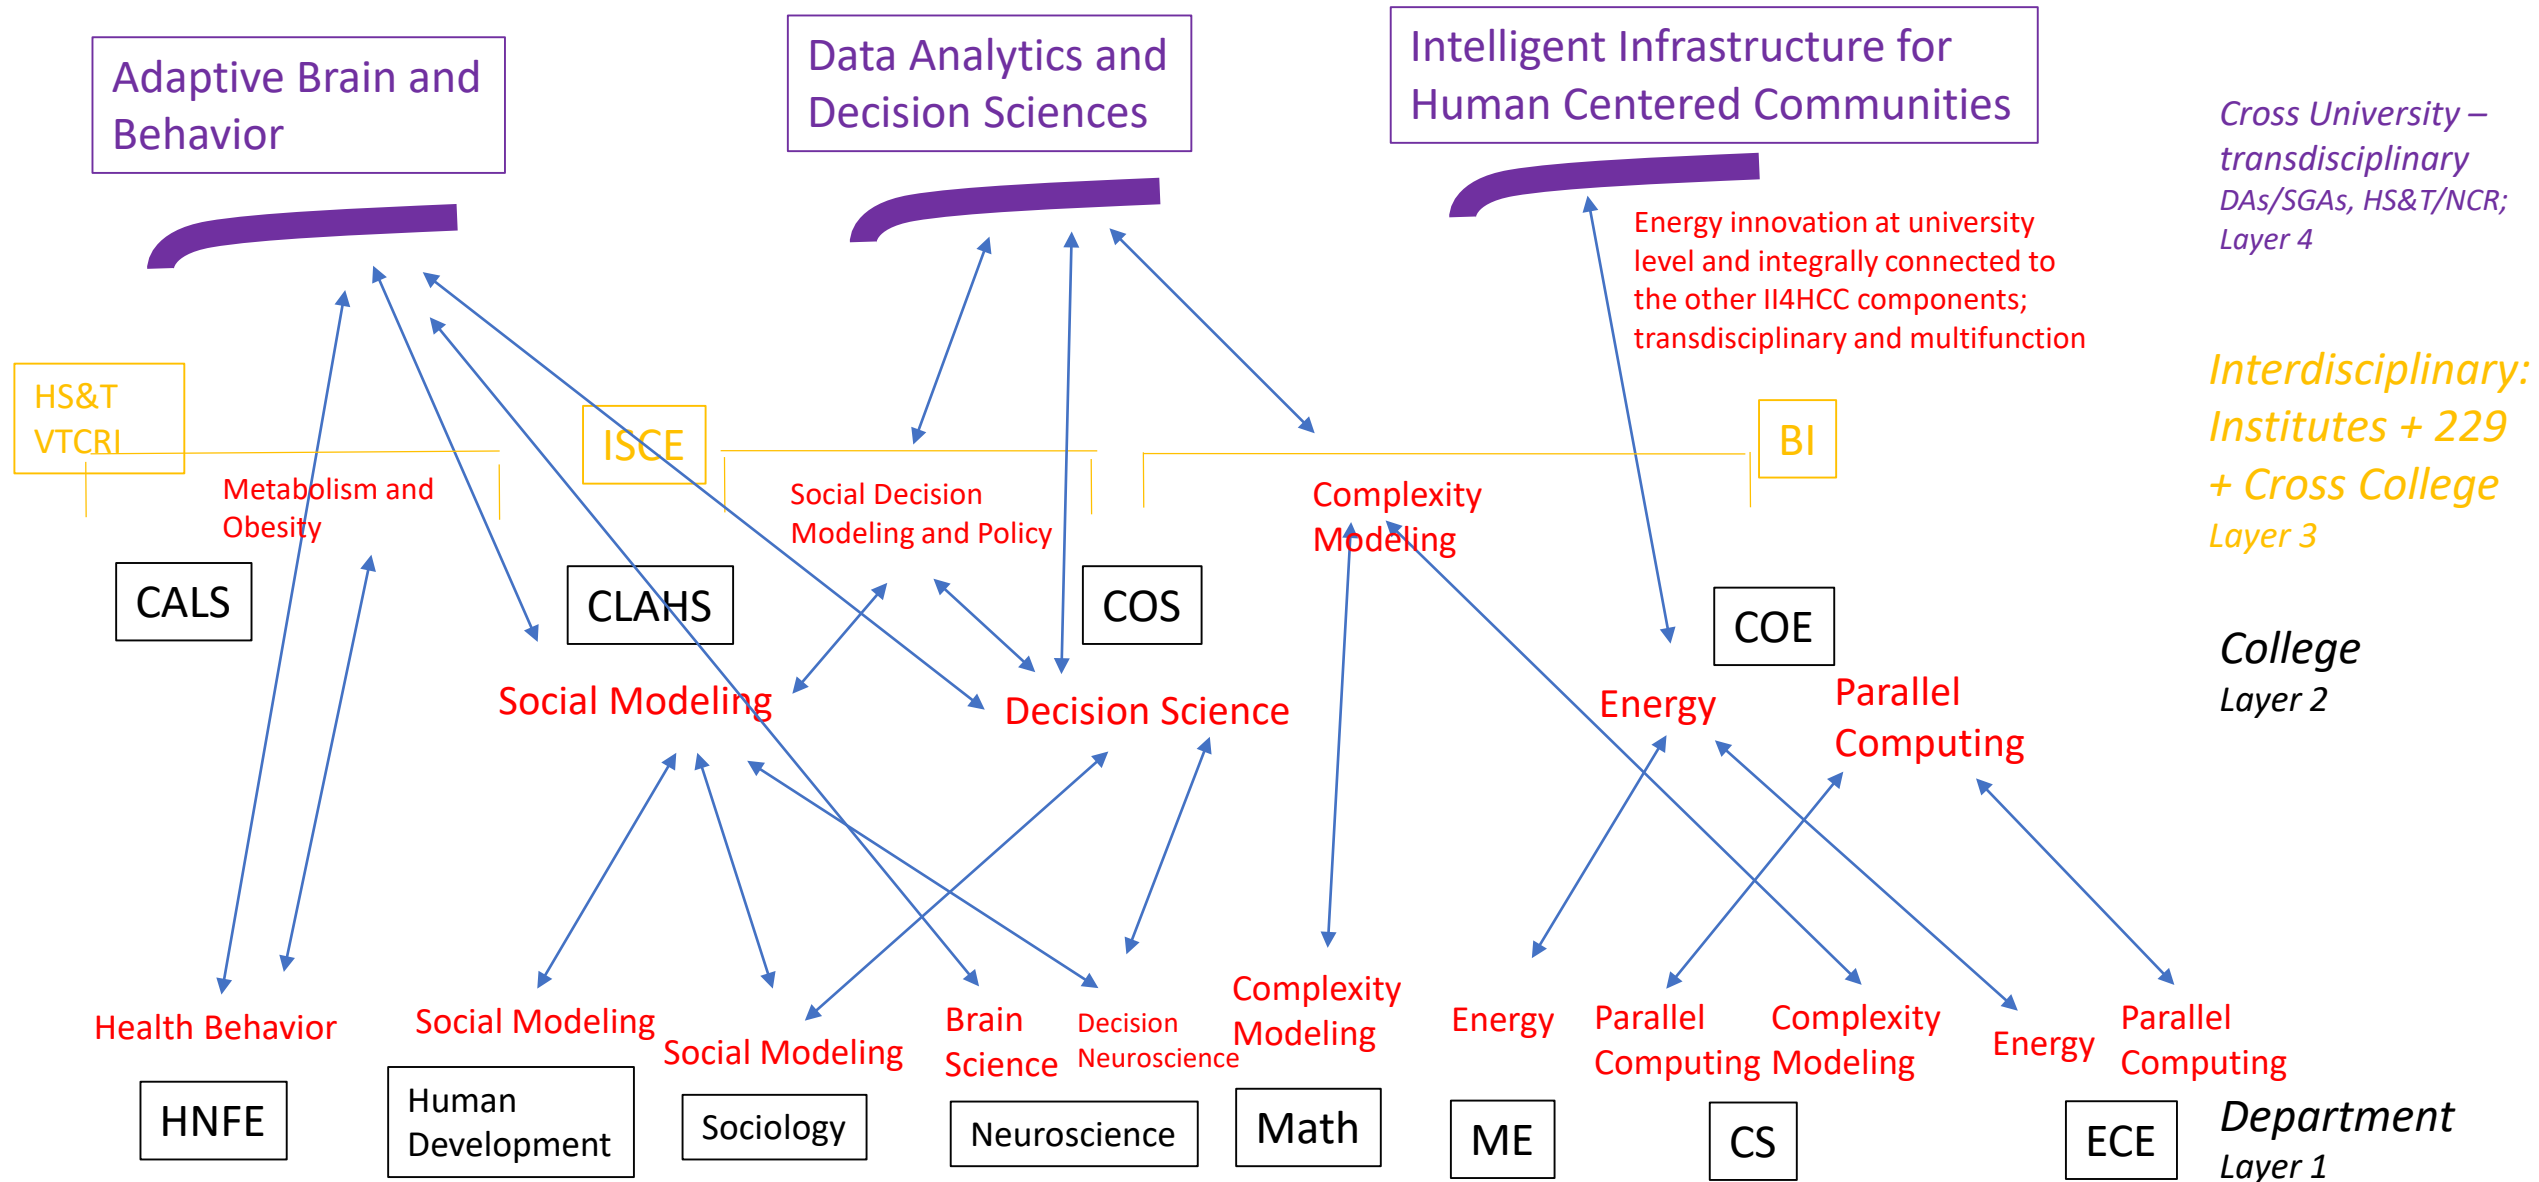 Adaptive Brain and
Behavior
Data Analytics and
Decision Sciences
Intelligent Infrastructure for
Human Centered Communities
Cross University –
transdisciplinary
DAs/SGAs, HS&T/NCR;
Layer 4
Energy innovation at university
level and integrally connected to
the other II4HCC components;
transdisciplinary and multifunction
HS&T
VTCRI
ISCE
BI
Interdisciplinary:
Institutes + 229
+ Cross College
Layer 3
Metabolism and
Obesity
Social Decision
Modeling and Policy
Complexity
Modeling
CALS
CLAHS
COS
COE
College
Layer 2
Social Modeling
Decision Science
Energy
Parallel
Computing
Health Behavior
Social Modeling
Social Modeling
Brain
Science
Decision
Neuroscience
Complexity
Modeling
Energy
Parallel
Computing
Complexity
Modeling
Energy
Parallel
Computing
HNFE
Human
Development
Sociology
Neuroscience
Math
ME
CS
ECE
Department
Layer 1